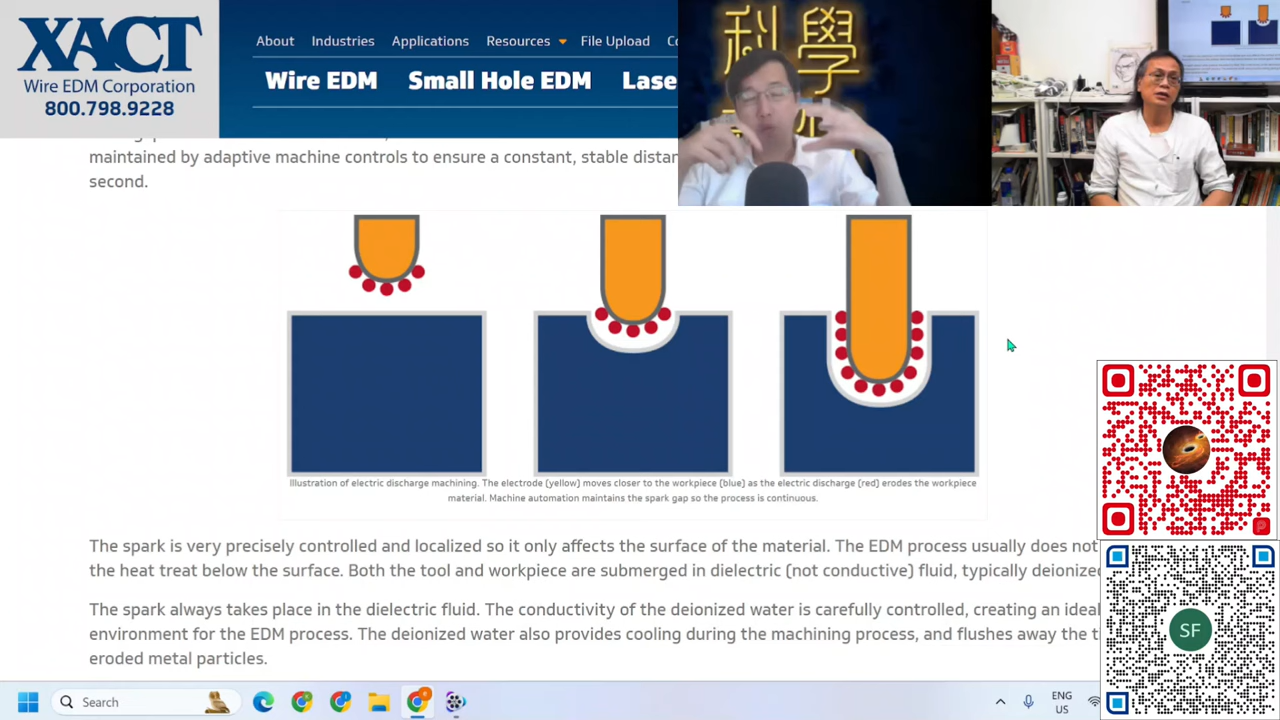 XACT
Wire EDM Corporation
800.798.9228
About Industries Applications Resources File Upload
Wire EDM Small Hole EDM
科學
maintained by adaptive machine controls to ensure a constant, stable
second.
Illustration of electric discharge machining. The electrode (yellow) moves closer to the workpiece (blue) as the electric discharge (red) erodes the workpiece
material. Machine automation maintains the spark gap so the process is continuous.
The spark is very precisely controlled and localized so it only affects the surface of the material. The EDM process usually does not
the heat treat below the surface. Both the tool and workpiece are submerged in dielectric (not conductive) fluid, typically
The spark always takes place in the dielectric fluid. The conductivity of the deionized water is carefully controlled, creating an
environment for the EDM process. The deionized water also provides cooling during the machining process, and flushes away the
eroded metal particles.
SF
Search
ENG
US